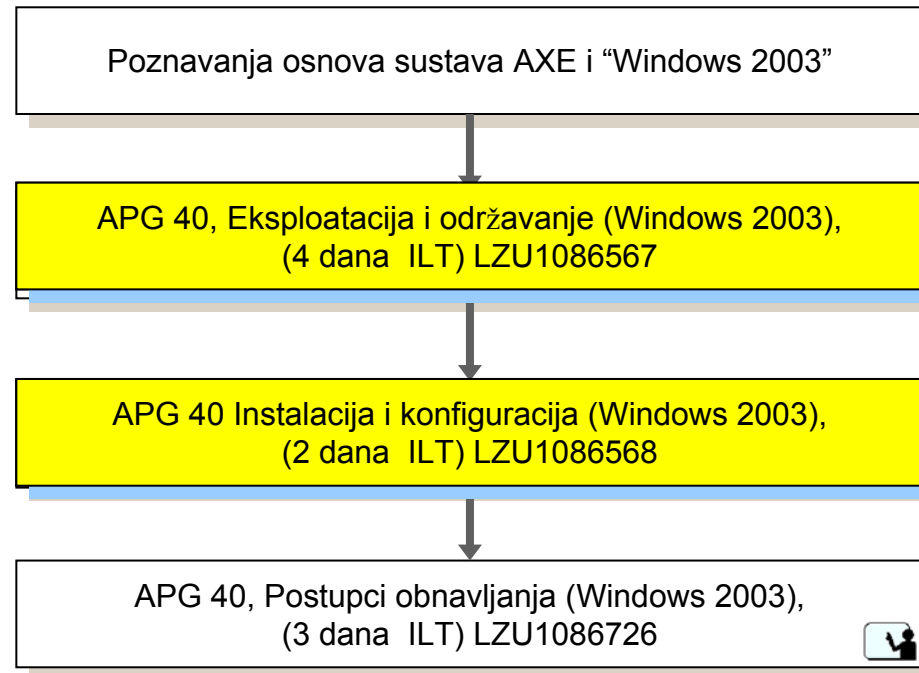 Poznavanja osnova sustava AXE i “Windows 2003”
APG 40, Eksploatacija i održavanje (Windows 2003),
(4 dana ILT) LZU1086567
APG 40 Instalacija i konfiguracija (Windows 2003),
(2 dana ILT) LZU1086568
APG 40, Postupci obnavljanja (Windows 2003),
(3 dana ILT) LZU1086726